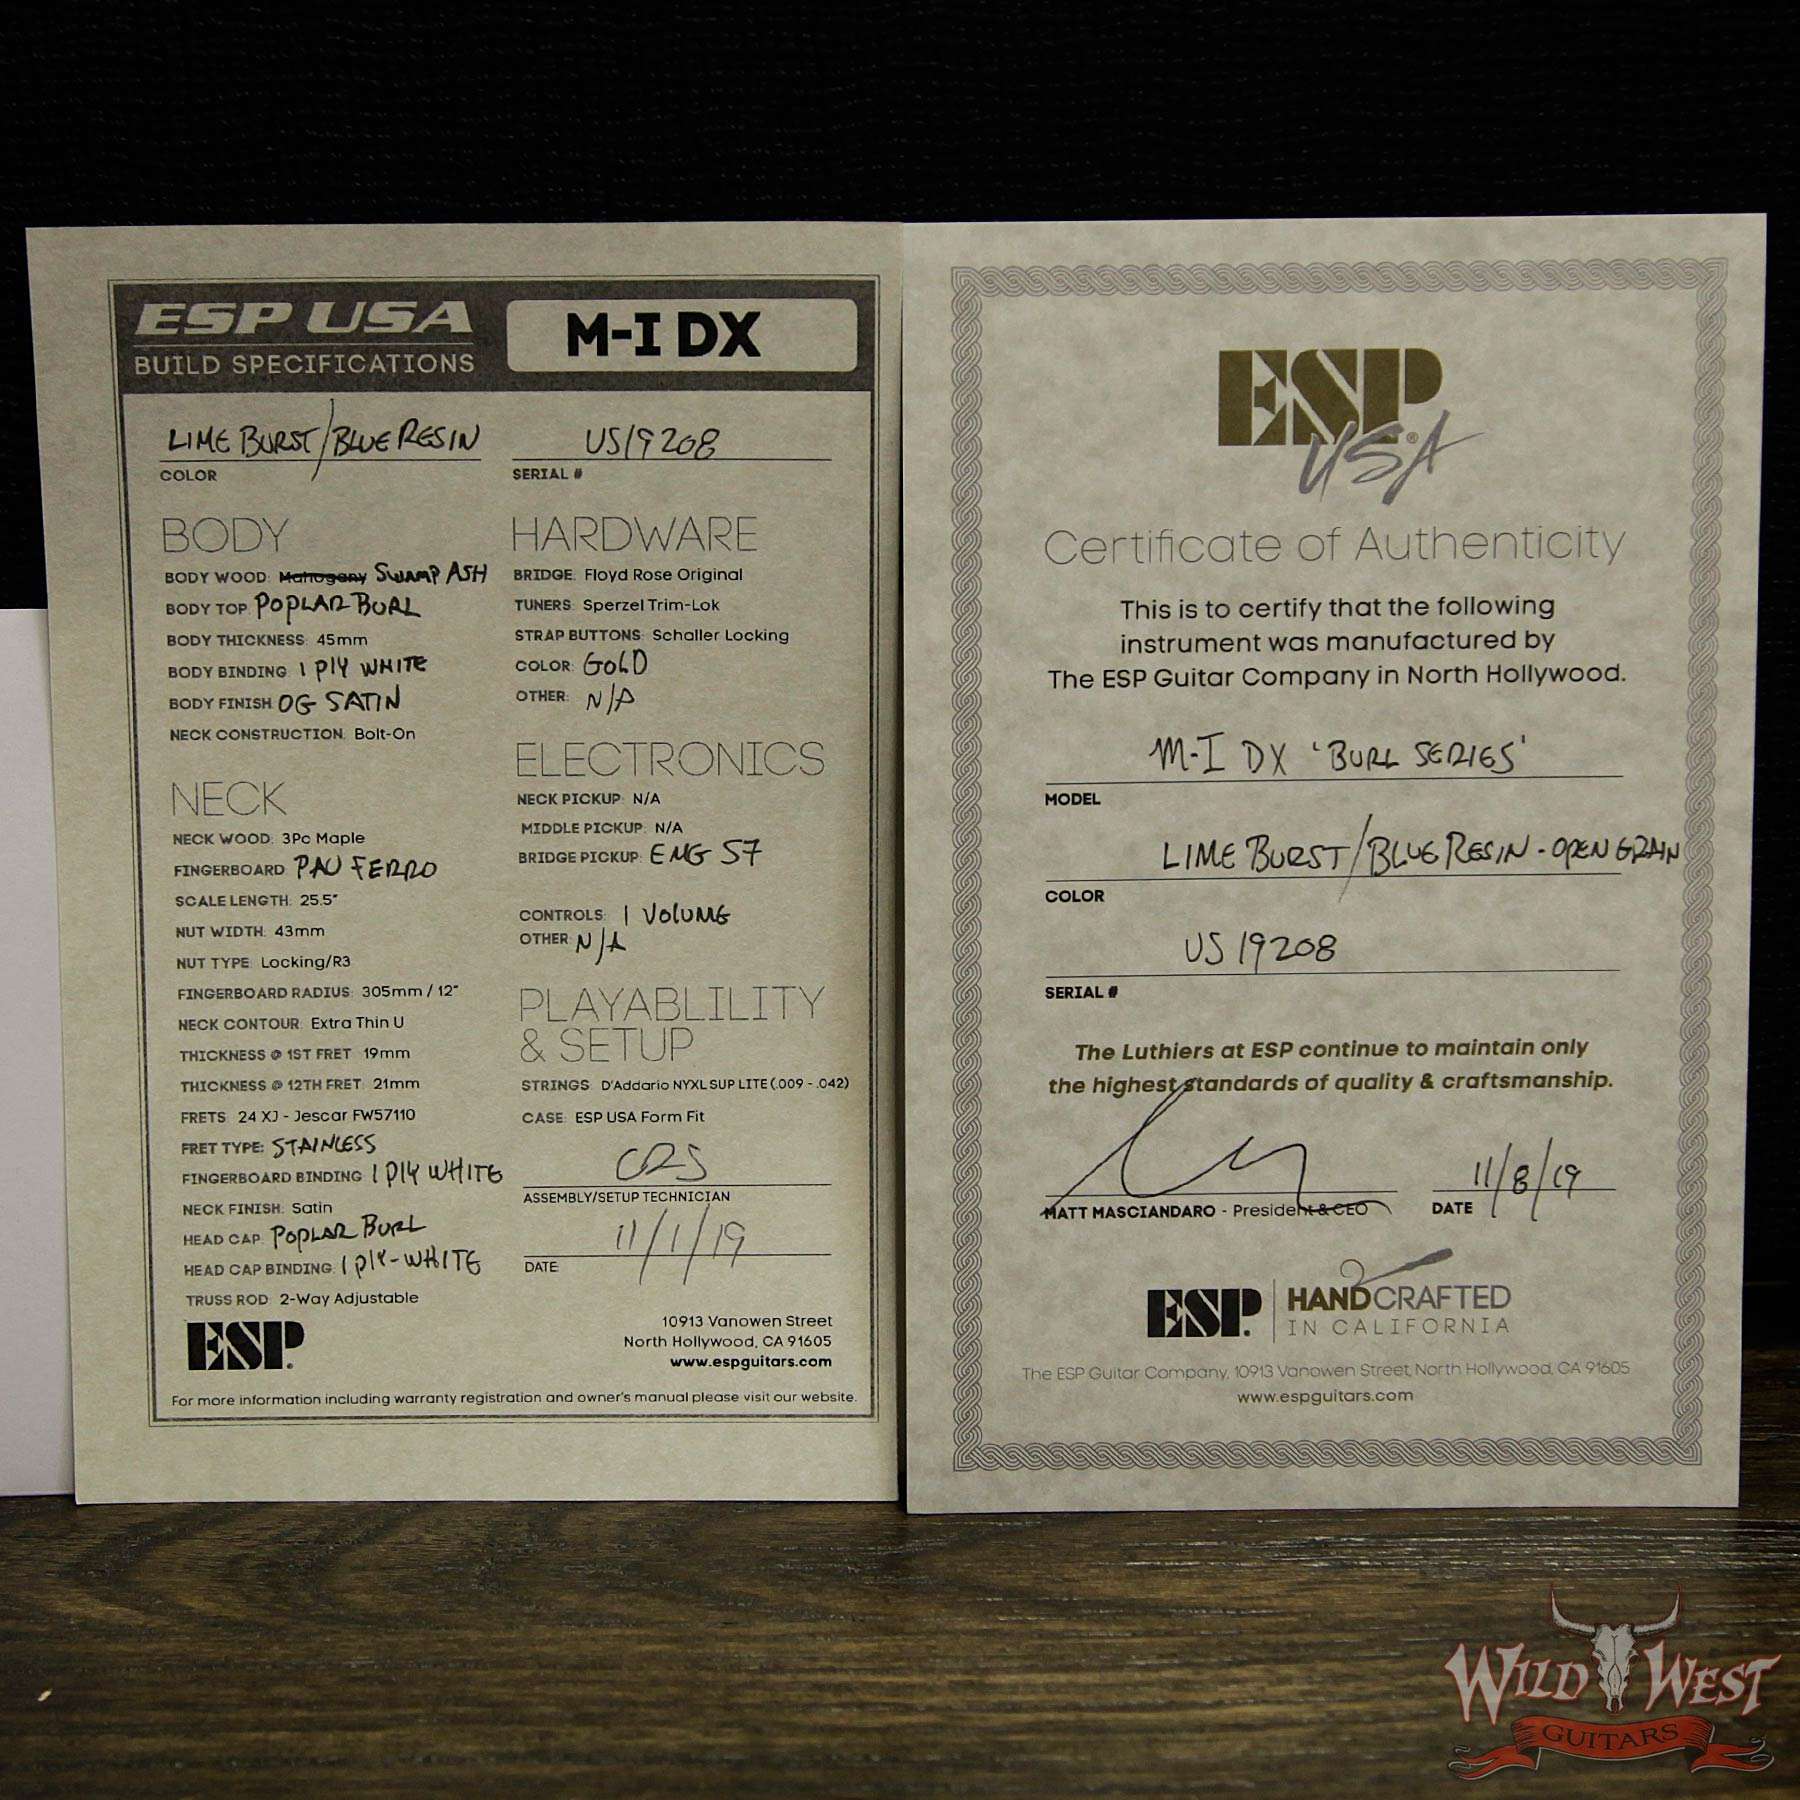 ESP USA
BUILD SPECIFICATIONS
M-I DX
LIME BURST/BLUE RESIN
COLOR
US19208
SERIAL #
BODY
BODY WOOD: Mahogany SWAMP ASH
BODY TOP: POPLAR BURL
BODY THICKNESS: 45mm
BODY BINDING: 1 PLY WHITE
BODY FINISH: OG SATIN
NECK CONSTRUCTION: Bolt-On
NECK
NECK WOOD: 3Pc Maple
FINGERBOARD: PAU FERRO
SCALE LENGTH: 25.5"
NUT WIDTH: 43mm
NUT TYPE: Locking/R3
FINGERBOARD RADIUS: 305mm / 12"
NECK CONTOUR: Extra Thin U
THICKNESS @ 1ST FRET: 19mm
THICKNESS @ 12TH FRET: 21mm
FRETS: 24 XJ - Jescar FW57110
FRET TYPE: STAINLESS
FINGERBOARD BINDING: 1 PLY WHITE
NECK FINISH: Satin
HEAD CAP: POPLAR BURL
HEAD CAP BINDING: 1 PLY-WHITE
TRUSS ROD: 2-Way Adjustable
HARDWARE
BRIDGE: Floyd Rose Original
TUNERS: Sperzel Trim-Lok
STRAP BUTTONS: Schaller Locking
COLOR: GOLD
OTHER: N/A
ELECTRONICS
NECK PICKUP: N/A
MIDDLE PICKUP: N/A
BRIDGE PICKUP: EMG 57
CONTROLS: 1 VOLUME
OTHER: N/A
PLAYABLILITY
& SETUP
STRINGS: D'Addario NYXL SUP LITE (.009 - .042)
CASE: ESP USA Form Fit
ASSEMBLY/SETUP TECHNICIAN
11/1/19
DATE
ESP.
10913 Vanowen Street
North Hollywood, CA 91605
www.espguitars.com
For more information including warranty registration and owner's manual please visit our website.
ESP®
USA
Certificate of Authenticity
This is to certify that the following
instrument was manufactured by
The ESP Guitar Company in North Hollywood.
M-I DX 'BURL SERIES'
MODEL
LIME BURST/BLUE RESIN - OPEN GRAIN
COLOR
US 19208
SERIAL #
The Luthiers at ESP continue to maintain only
the highest standards of quality & craftsmanship.
11/8/19
MATT MASCIANDARO - President & CEO
DATE
ESP.
HANDCRAFTED
IN CALIFORNIA
The ESP Guitar Company, 10913 Vanowen Street, North Hollywood, CA 91605
www.espguitars.com
WILD WEST
GUITARS